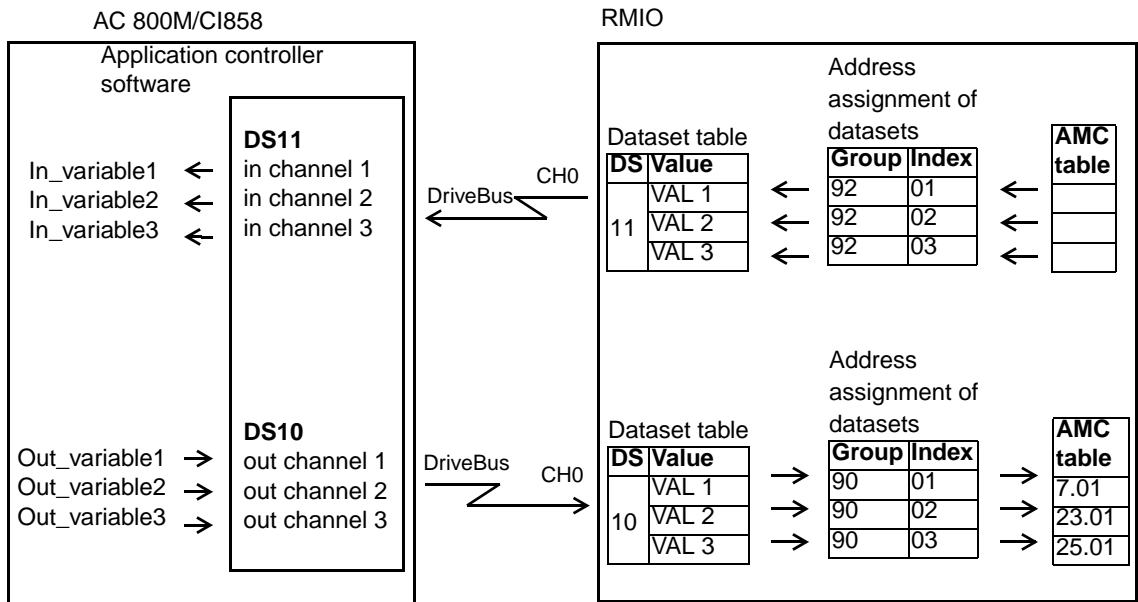 AC 800M/CI858
Application controller
software
In_variable1
In_variable2
In_variable3
DS11
in channel 1
in channel 2
in channel 3
Out_variable1
Out_variable2
Out_variable3
DS10
out channel 1
out channel 2
out channel 3
DriveBus
CH0
DriveBus
CH0
RMIO
Dataset table
DS Value
11
VAL 1
VAL 2
VAL 3
Address
assignment of
datasets
Group Index
92 01
92 02
92 03
AMC
table
Dataset table
DS Value
10
VAL 1
VAL 2
VAL 3
Address
assignment of
datasets
Group Index
90 01
90 02
90 03
AMC
table
7.01
23.01
25.01